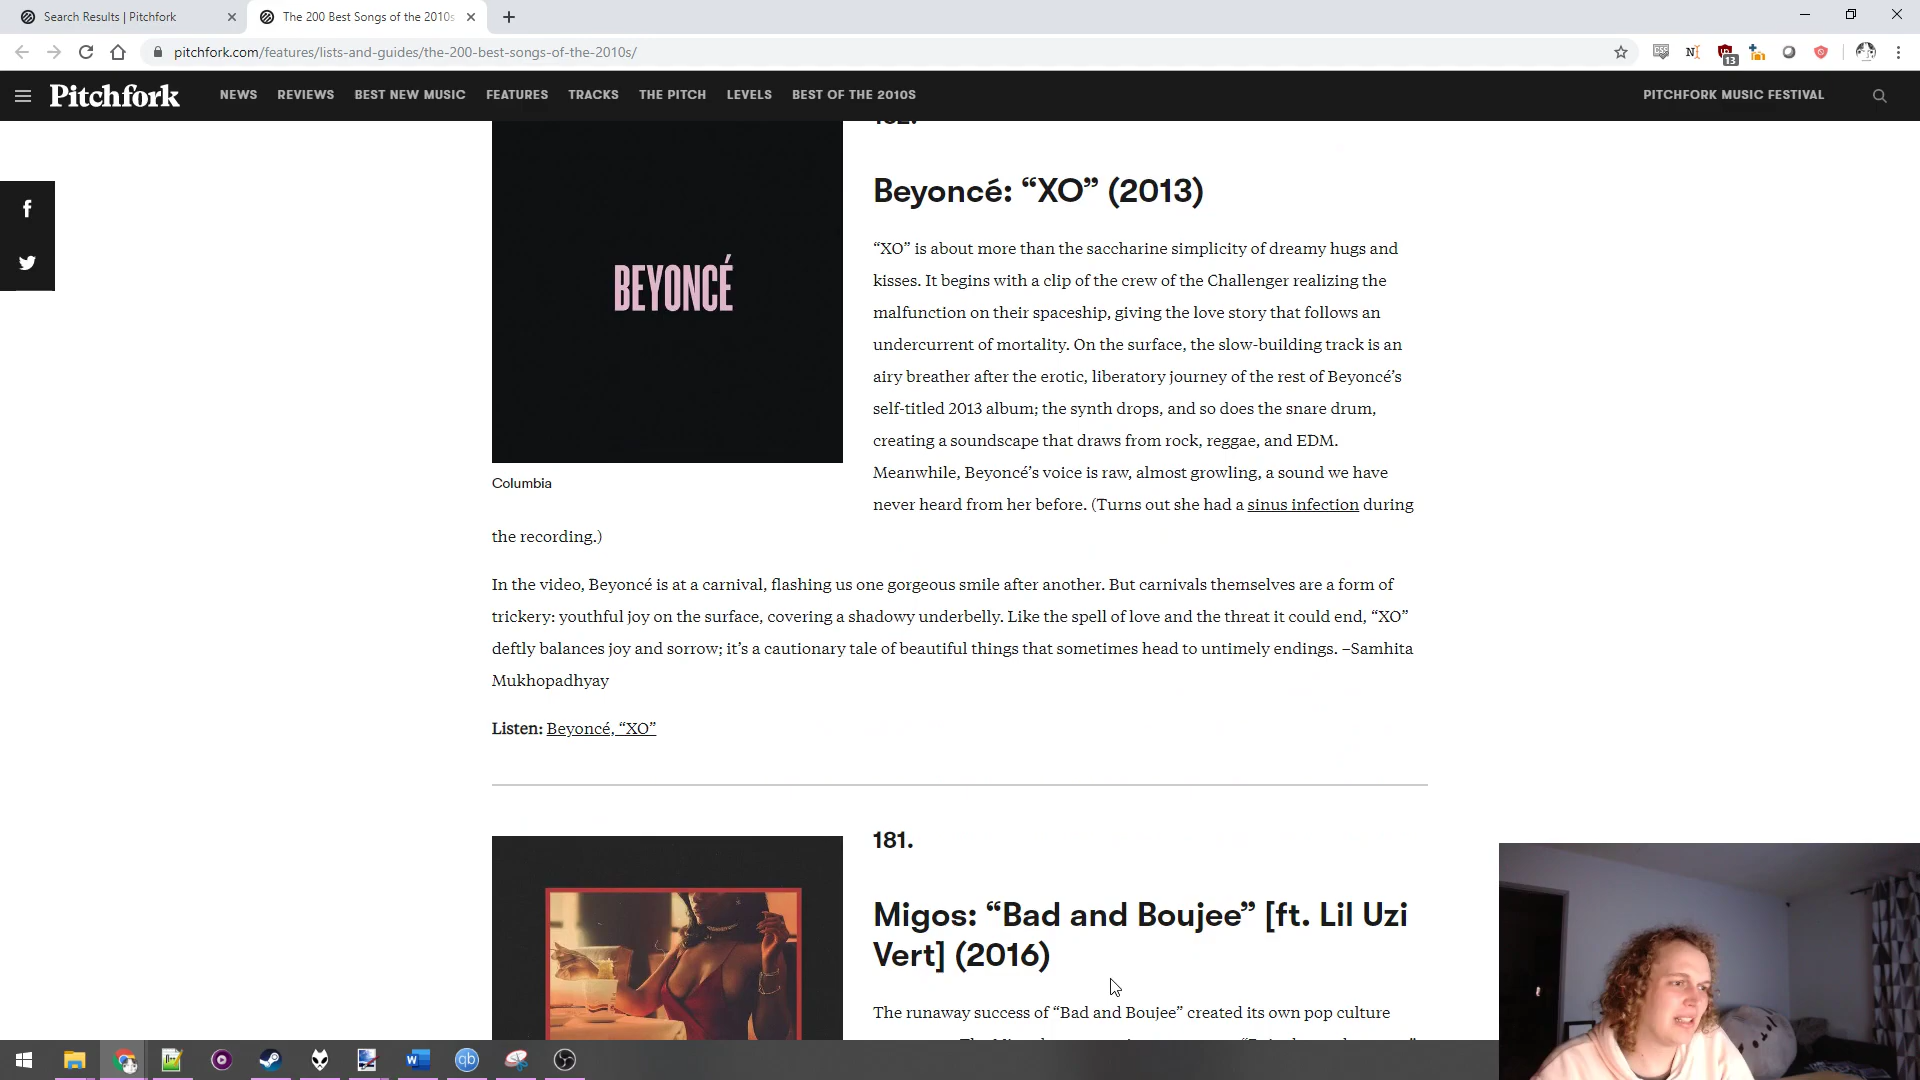 Search Results | Pitchfork
The 200 Best Songs of the 2010s
pitchfork.com/features/lists-and-guides/the-200-best-songs-of-the-2010s/
13
Pitchfork
NEWS REVIEWS BEST NEW MUSIC FEATURES TRACKS THE PITCH LEVELS BEST OF THE 2010S PITCHFORK MUSIC FESTIVAL
BEYONCÉ
Columbia
Beyoncé: “XO” (2013)
“XO” is about more than the saccharine simplicity of dreamy hugs and
kisses. It begins with a clip of the crew of the Challenger realizing the
malfunction on their spaceship, giving the love story that follows an
undercurrent of mortality. On the surface, the slow-building track is an
airy breather after the erotic, liberatory journey of the rest of Beyoncé’s
self-titled 2013 album; the synth drops, and so does the snare drum,
creating a soundscape that draws from rock, reggae, and EDM.
Meanwhile, Beyoncé’s voice is raw, almost growling, a sound we have
never heard from her before. (Turns out she had a sinus infection during
the recording.)
In the video, Beyoncé is at a carnival, flashing us one gorgeous smile after another. But carnivals themselves are a form of
trickery: youthful joy on the surface, covering a shadowy underbelly. Like the spell of love and the threat it could end, “XO”
deftly balances joy and sorrow; it’s a cautionary tale of beautiful things that sometimes head to untimely endings. –Samhita
Mukhopadhyay
Listen: Beyoncé, “XO”
181.
Migos: “Bad and Boujee” [ft. Lil Uzi
Vert] (2016)
The runaway success of “Bad and Boujee” created its own pop culture